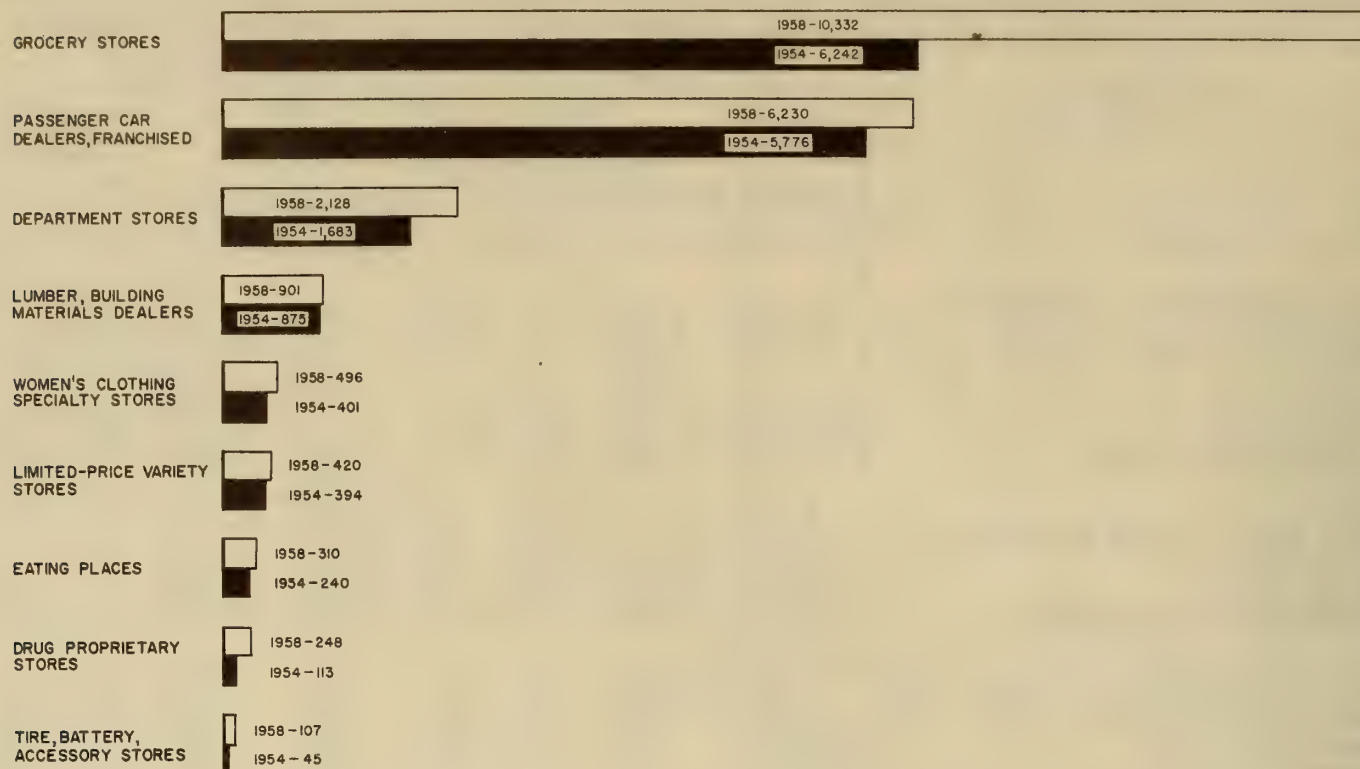 GROCERY STORES
1958-10,332
1954-6,242
PASSENGER CAR
DEALERS, FRANCHISED
1958-6,230
1954-5,776
DEPARTMENT STORES
1958-2,128
1954-1,683
LUMBER, BUILDING
MATERIALS DEALERS
1958-901
1954-875
WOMEN'S CLOTHING
SPECIALTY STORES
1958-496
1954-401
LIMITED-PRICE VARIETY
STORES
1958-420
1954-394
EATING PLACES
1958-310
1954-240
DRUG PROPRIETARY
STORES
1958-248
1954-113
TIRE, BATTERY,
ACCESSORY STORES
1958-107
1954-45